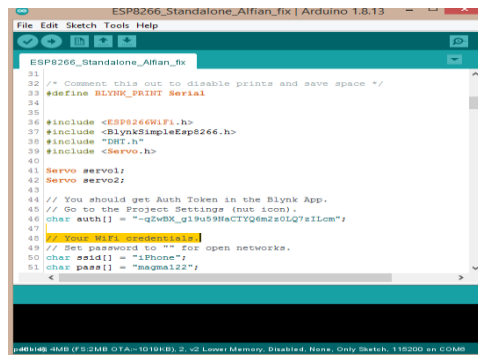 ESP8266_Standalone_Alfian_fix | Arduino 1.8.13
File Edit Sketch Tools Help
ESP8266_Standalone_Alfian_fix
31
32 /* Comment this out to disable prints and save space */
33 #define BLYNK_PRINT Serial
34
35
36 #include <ESP8266WiFi.h>
37 #include <BlynkSimpleEsp8266.h>
38 #include "DHT.h"
39 #include <Servo.h>
40
41 Servo servo1;
42 Servo servo2;
43
44 // You should get Auth Token in the Blynk App.
45 // Go to the Project Settings (nut icon).
46 char auth[] = "-qZwBX_g19u59NaCTYQ6m2z0LQ7zILcm";
47
48 // Your WiFi credentials.
49 // Set password to "" for open networks.
50 char ssid[] = "iPhone";
51 char pass[] = "magma122";
4MB (FS:2MB OTA:~1019KB), 2, v2 Lower Memory, Disabled, None, Only Sketch, 115200 on COM6